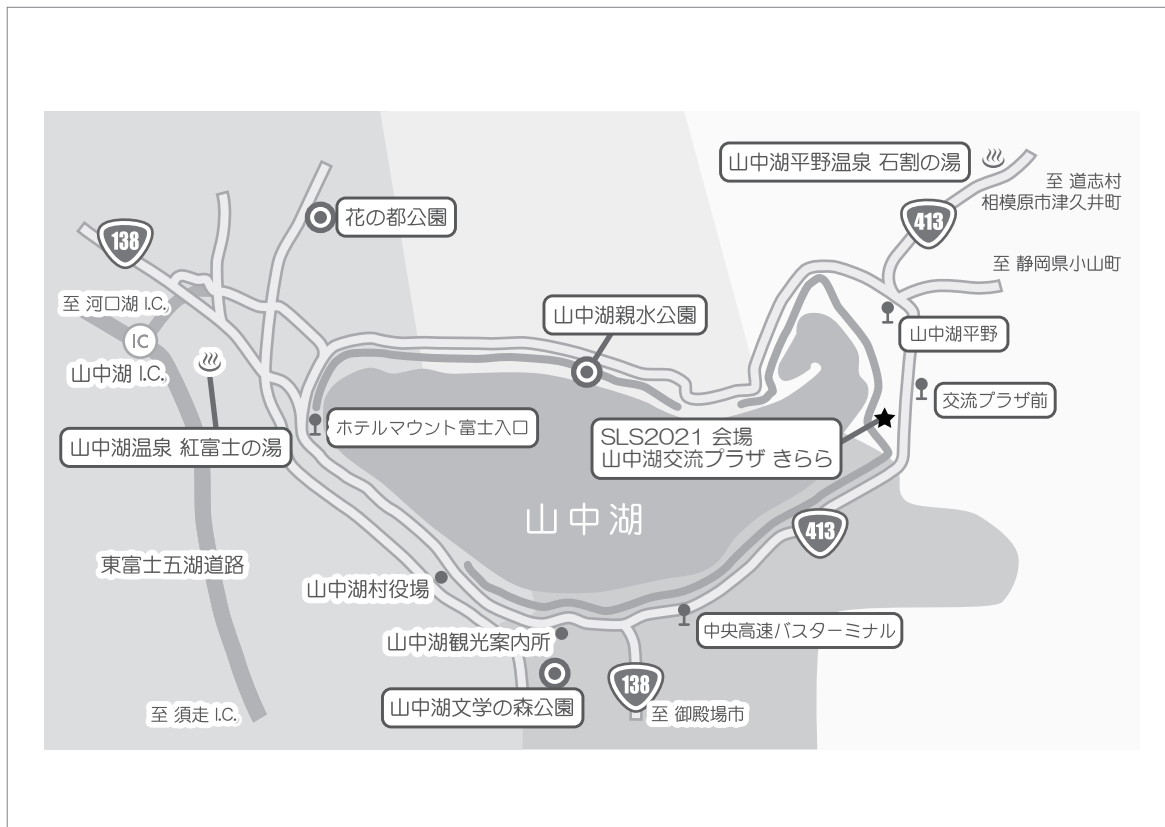 山中湖平野温泉 石割の湯
至 道志村
相模原市津久井町
413
花の都公園
138
至 静岡県小山町
至 河口湖 I.C.
山中湖親水公園
IC
山中湖平野
山中湖 I.C.
交流プラザ前
ホテルマウント富士入口
SLS2021 会場
山中湖交流プラザ きらら
山中湖温泉 紅富士の湯
山中湖
413
東富士五湖道路
山中湖村役場
中央高速バスターミナル
山中湖観光案内所
138
山中湖文学の森公園
至 須走 I.C.
至 御殿場市